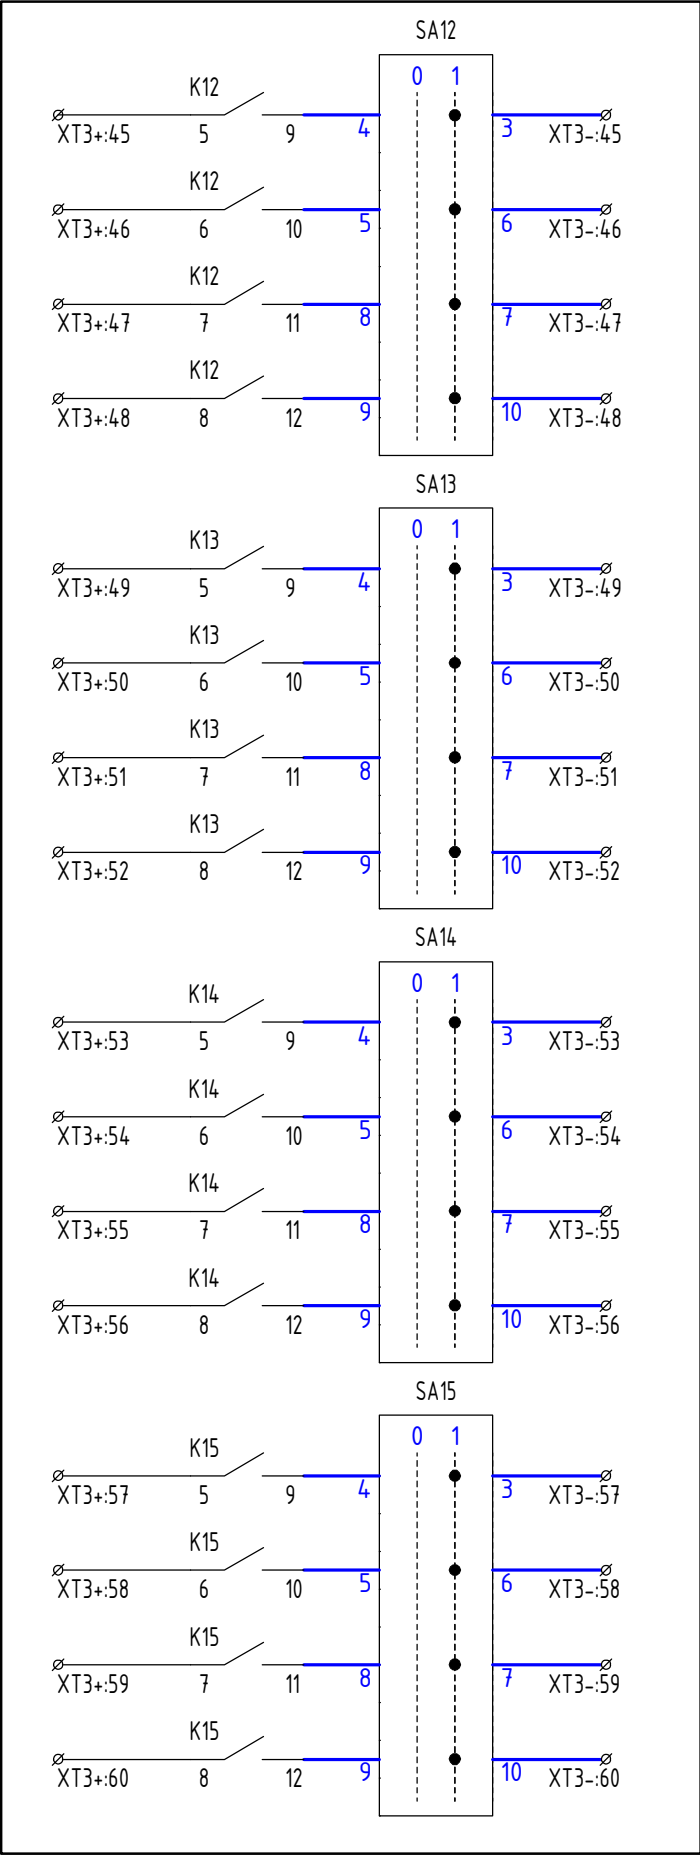 SA12
0 1
K12
XT3+:45 5 9 4 3 XT3-:45
K12
XT3+:46 6 10 5 6 XT3-:46
K12
XT3+:47 7 11 8 7 XT3-:47
K12
XT3+:48 8 12 9 10 XT3-:48
SA13
0 1
K13
XT3+:49 5 9 4 3 XT3-:49
K13
XT3+:50 6 10 5 6 XT3-:50
K13
XT3+:51 7 11 8 7 XT3-:51
K13
XT3+:52 8 12 9 10 XT3-:52
SA14
0 1
K14
XT3+:53 5 9 4 3 XT3-:53
K14
XT3+:54 6 10 5 6 XT3-:54
K14
XT3+:55 7 11 8 7 XT3-:55
K14
XT3+:56 8 12 9 10 XT3-:56
SA15
0 1
K15
XT3+:57 5 9 4 3 XT3-:57
K15
XT3+:58 6 10 5 6 XT3-:58
K15
XT3+:59 7 11 8 7 XT3-:59
K15
XT3+:60 8 12 9 10 XT3-:60